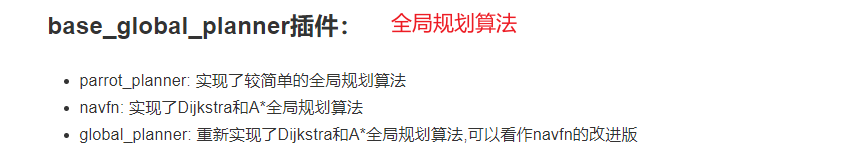 base_global_planner插件： 全局规划算法
parrot_planner: 实现了较简单的全局规划算法
navfn: 实现了Dijkstra和A*全局规划算法
global_planner: 重新实现了Dijkstra和A*全局规划算法,可以看作navfn的改进版